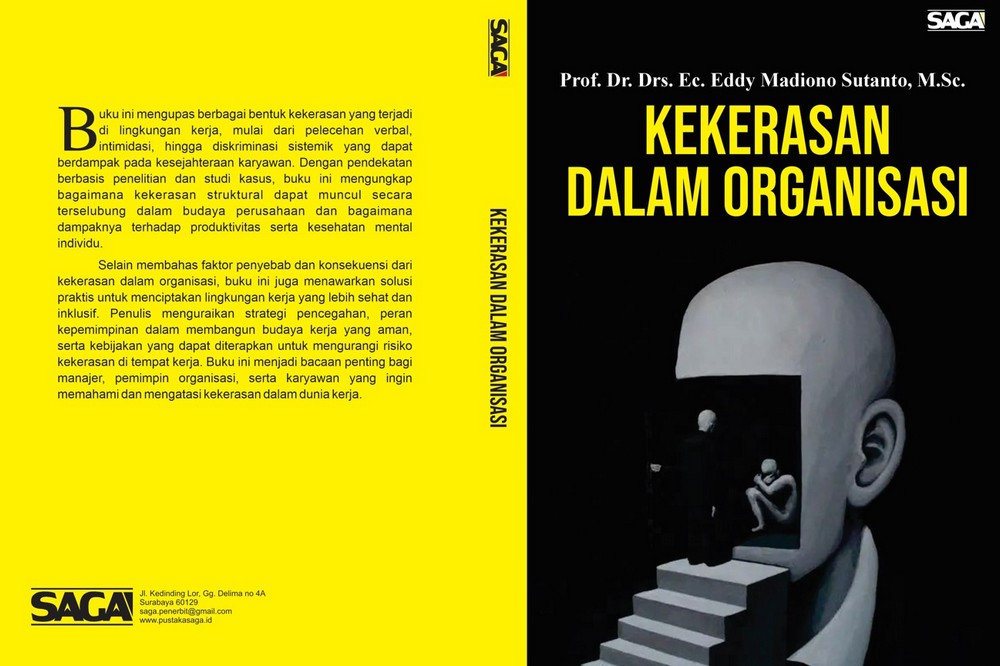 Buku ini mengupas berbagai bentuk kekerasan yang terjadi
di lingkungan kerja, mulai dari pelecehan verbal,
intimidasi, hingga diskriminasi sistemik yang dapat
berdampak pada kesejahteraan karyawan. Dengan pendekatan
berbasis penelitian dan studi kasus, buku ini mengungkap
bagaimana kekerasan struktural dapat muncul secara
terselubung dalam budaya perusahaan dan bagaimana
dampaknya terhadap produktivitas serta kesehatan mental
individu.
Selain membahas faktor penyebab dan konsekuensi dari
kekerasan dalam organisasi, buku ini juga menawarkan solusi
praktis untuk menciptakan lingkungan kerja yang lebih sehat dan
inklusif. Penulis menguraikan strategi pencegahan, peran
kepemimpinan dalam membangun budaya kerja yang aman,
serta kebijakan yang dapat diterapkan untuk mengurangi risiko
kekerasan di tempat kerja. Buku ini menjadi bacaan penting bagi
manajer, pemimpin organisasi, serta karyawan yang ingin
memahami dan mengatasi kekerasan dalam dunia kerja.
SAGA
Jl. Kedinding Lor, Gg. Delima no 4A
Surabaya 60129
saga.penerbit@gmail.com
www.pustakasaga.id
SAGA
KEKERASAN DALAM ORGANISASI
SAGA
Prof. Dr. Drs. Ec. Eddy Madiono Sutanto, M.Sc.
KEKERASAN
DALAM ORGANISASI